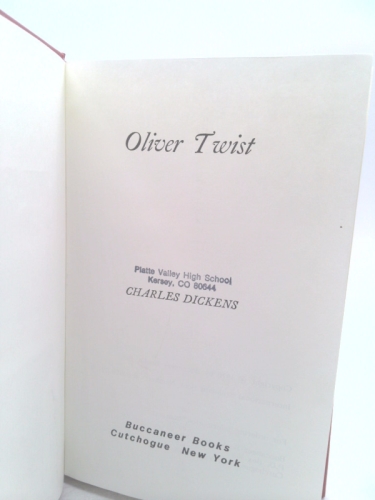 Oliver Twist
Platte Valley High School
Kersey, CO 80644
CHARLES DICKENS
Buccaneer Books
Cutchogue New York